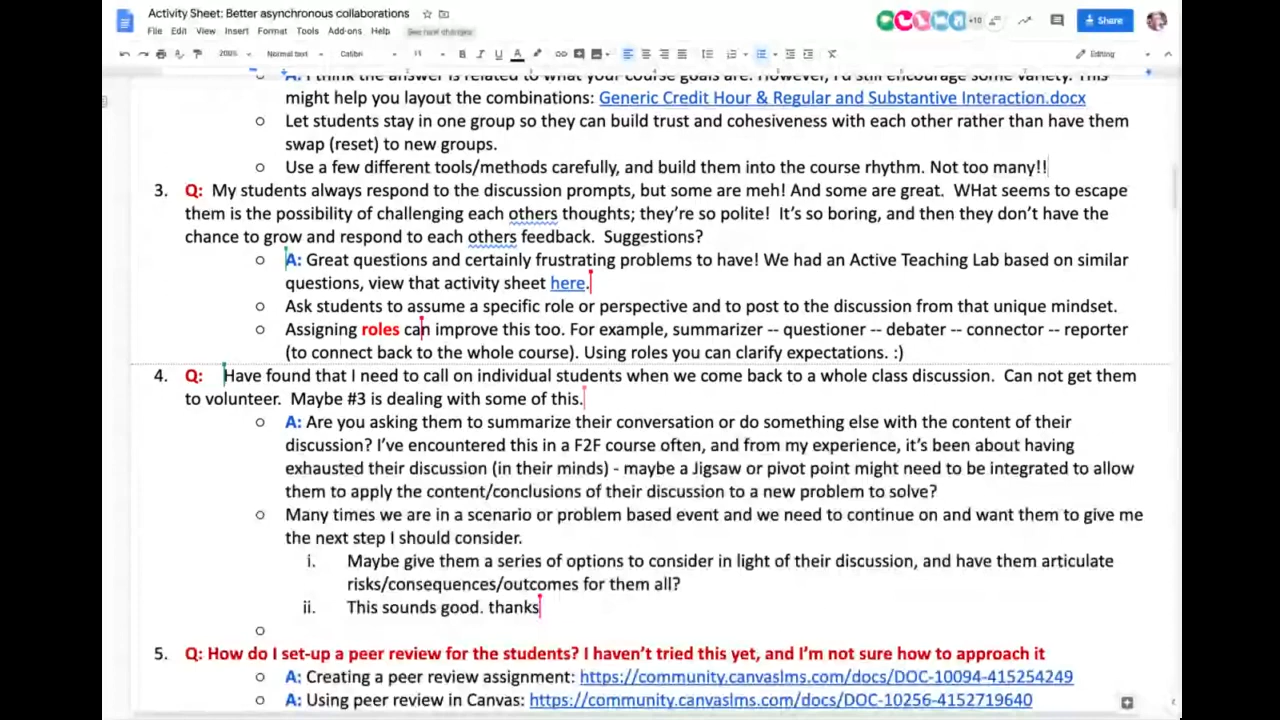 Activity Sheet: Better asynchronous collaborations
+10
Share
File Edit View Insert Format Tools Add-ons Help See new changes
200% Normal text Calibri 11 B I U A Editing
A: I think the answer is related to what your course goals are. However, I'd still encourage some variety. This
might help you layout the combinations: Generic Credit Hour & Regular and Substantive Interaction.docx
○ Let students stay in one group so they can build trust and cohesiveness with each other rather than have them
swap (reset) to new groups.
○ Use a few different tools/methods carefully, and build them into the course rhythm. Not too many!!
3. Q: My students always respond to the discussion prompts, but some are meh! And some are great. WHat seems to escape
them is the possibility of challenging each others thoughts; they're so polite! It's so boring, and then they don't have the
chance to grow and respond to each others feedback. Suggestions?
○ A: Great questions and certainly frustrating problems to have! We had an Active Teaching Lab based on similar
questions, view that activity sheet here.
○ Ask students to assume a specific role or perspective and to post to the discussion from that unique mindset.
○ Assigning roles can improve this too. For example, summarizer -- questioner -- debater -- connector -- reporter
(to connect back to the whole course). Using roles you can clarify expectations. :)
4. Q: Have found that I need to call on individual students when we come back to a whole class discussion. Can not get them
to volunteer. Maybe #3 is dealing with some of this.
○ A: Are you asking them to summarize their conversation or do something else with the content of their
discussion? I've encountered this in a F2F course often, and from my experience, it's been about having
exhausted their discussion (in their minds) - maybe a Jigsaw or pivot point might need to be integrated to allow
them to apply the content/conclusions of their discussion to a new problem to solve?
○ Many times we are in a scenario or problem based event and we need to continue on and want them to give me
the next step I should consider.
i. Maybe give them a series of options to consider in light of their discussion, and have them articulate
risks/consequences/outcomes for them all?
ii. This sounds good. thanks
○
5. Q: How do I set-up a peer review for the students? I haven't tried this yet, and I'm not sure how to approach it
○ A: Creating a peer review assignment: https://community.canvaslms.com/docs/DOC-10094-415254249
○ A: Using peer review in Canvas: https://community.canvaslms.com/docs/DOC-10256-4152719640